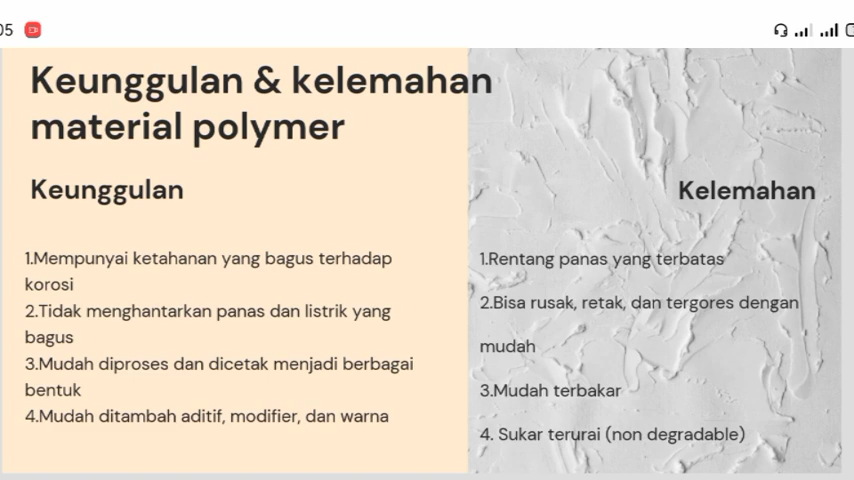 05
Keunggulan & kelemahan
material polymer
Keunggulan
Kelemahan
1.Mempunyai ketahanan yang bagus terhadap
korosi
2.Tidak menghantarkan panas dan listrik yang
bagus
3.Mudah diproses dan dicetak menjadi berbagai
bentuk
4.Mudah ditambah aditif, modifier, dan warna
1.Rentang panas yang terbatas
2.Bisa rusak, retak, dan tergores dengan
mudah
3.Mudah terbakar
4. Sukar terurai (non degradable)